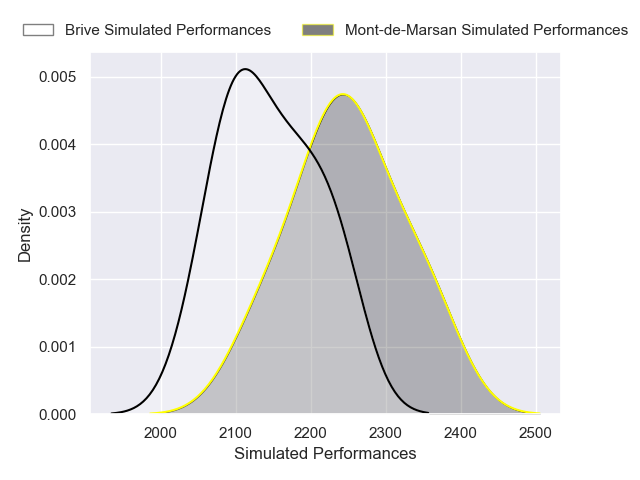 Brive Simulated Performances
Mont-de-Marsan Simulated Performances
0.005
0.004
0.003
0.002
0.001
0.000
Density
2000 2100 2200 2300 2400 2500
Simulated Performances